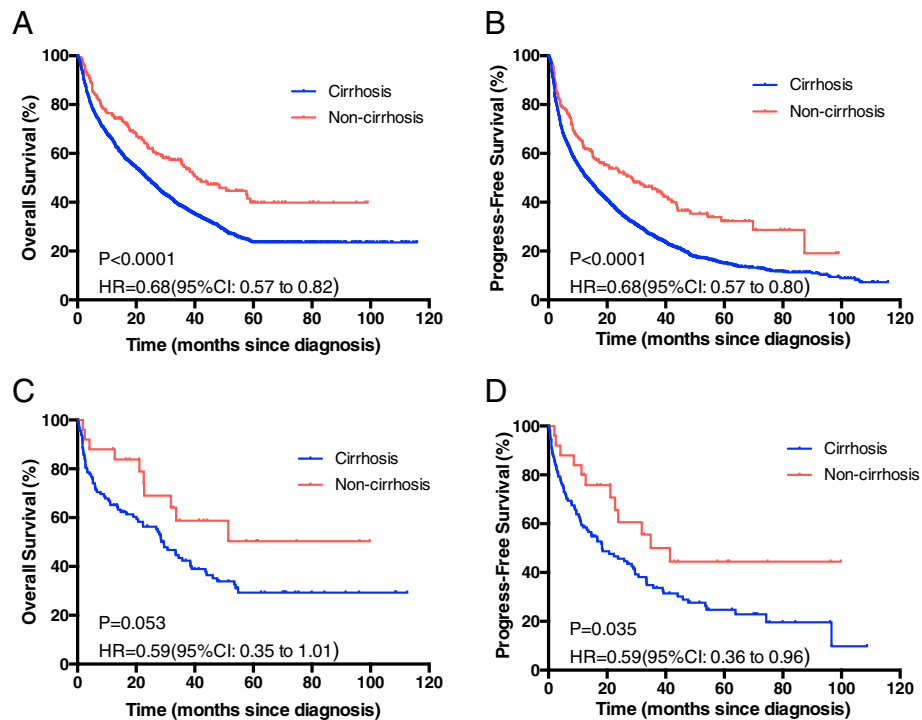 A
Overall Survival (%)
100
80
60
40
20
0
Cirrhosis
Non-cirrhosis
P<0.0001
HR=0.68(95%CI: 0.57 to 0.82)
0 20 40 60 80 100 120
Time (months since diagnosis)
B
Progress-Free Survival (%)
100
80
60
40
20
0
Cirrhosis
Non-cirrhosis
P<0.0001
HR=0.68(95%CI: 0.57 to 0.80)
0 20 40 60 80 100 120
Time (months since diagnosis)
C
Overall Survival (%)
100
80
60
40
20
0
Cirrhosis
Non-cirrhosis
P=0.053
HR=0.59(95%CI: 0.35 to 1.01)
0 20 40 60 80 100 120
Time (months since diagnosis)
D
Progress-Free Survival (%)
100
80
60
40
20
0
Cirrhosis
Non-cirrhosis
P=0.035
HR=0.59(95%CI: 0.36 to 0.96)
0 20 40 60 80 100 120
Time (months since diagnosis)